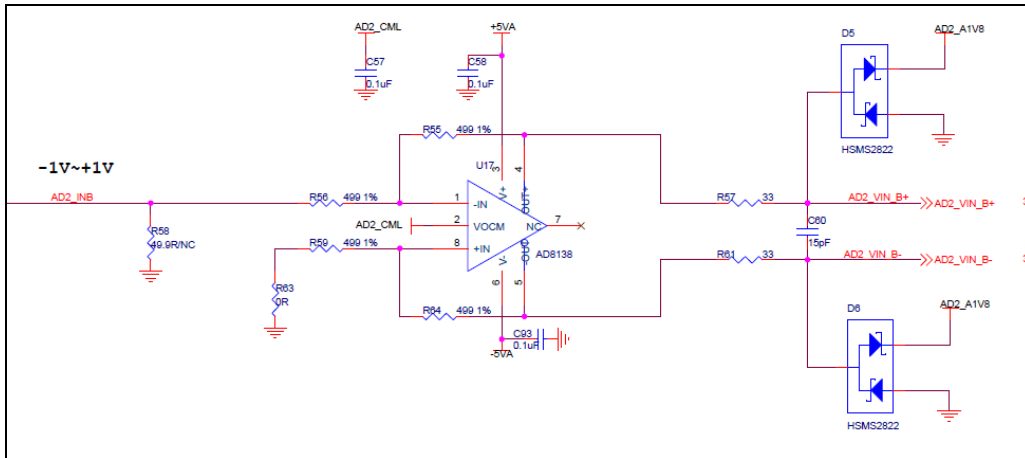 AD2_CML
+5VA
D5
AD2_A1V8
C57
0.1uF
C58
0.1uF
HSMS2822
R55 499 1%
-1V~+1V
U17
3
4
AD2_INB
R56 499 1%
1
-IN
V+
OUT+
R57 33
AD2_VIN_B+
AD2_VIN_B+
3
R58
49.9R/NC
AD2_CML
2
VOCM
NC
7
C60
15pF
R59 499 1%
8
+IN
V-
-OUT
AD8138
R61 33
AD2_VIN_B-
AD2_VIN_B-
3
R63
0R
6
5
R64 499 1%
D6
AD2_A1V8
C93
0.1uF
-5VA
HSMS2822